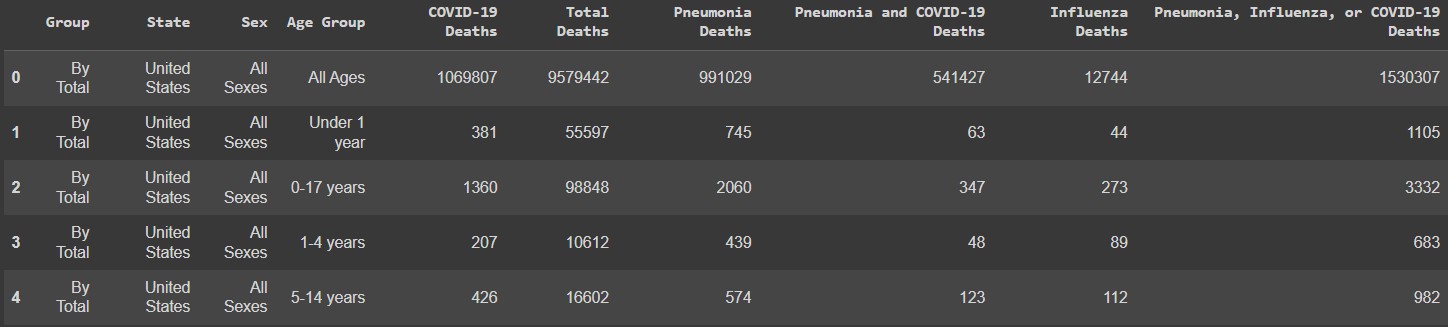 Group State Sex Age Group COVID-19 Deaths Total Deaths Pneumonia Deaths Pneumonia and COVID-19 Deaths Influenza Deaths Pneumonia, Influenza, or COVID-19 Deaths
0 By Total United States All Sexes All Ages 1069807 9579442 991029 541427 12744 1530307
1 By Total United States All Sexes Under 1 year 381 55597 745 63 44 1105
2 By Total United States All Sexes 0-17 years 1360 98848 2060 347 273 3332
3 By Total United States All Sexes 1-4 years 207 10612 439 48 89 683
4 By Total United States All Sexes 5-14 years 426 16602 574 123 112 982